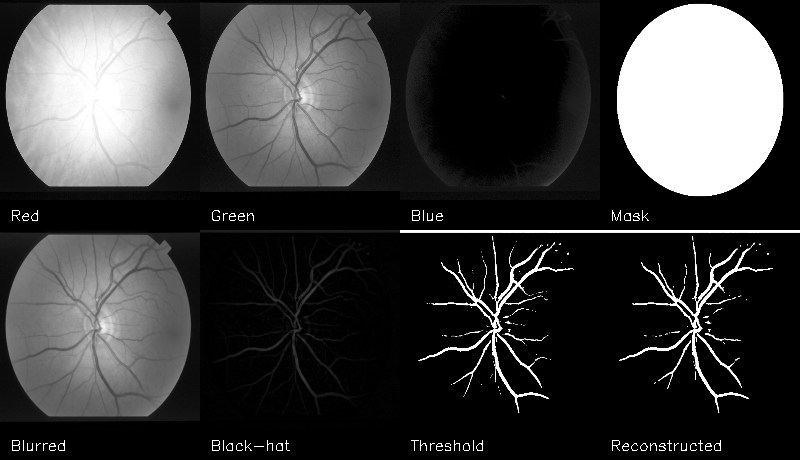 Red
Green
Blue
Mask
Blurred
Black-hat
Threshold
Reconstructed